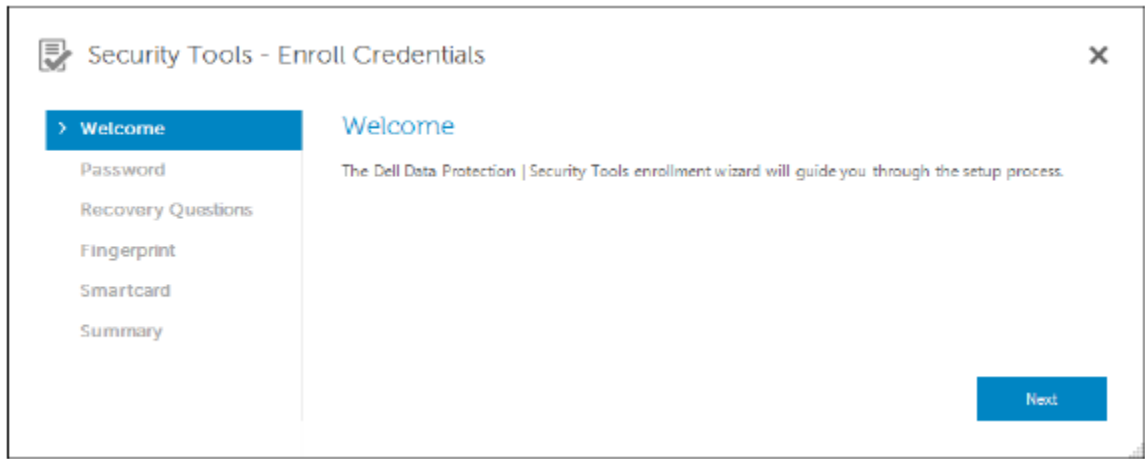 Security Tools - Enroll Credentials
Welcome
Password
Recovery Questions
Fingerprint
Smartcard
Summary
Welcome
The Dell Data Protection | Security Tools enrollment wizard will guide you through the setup process.
Next